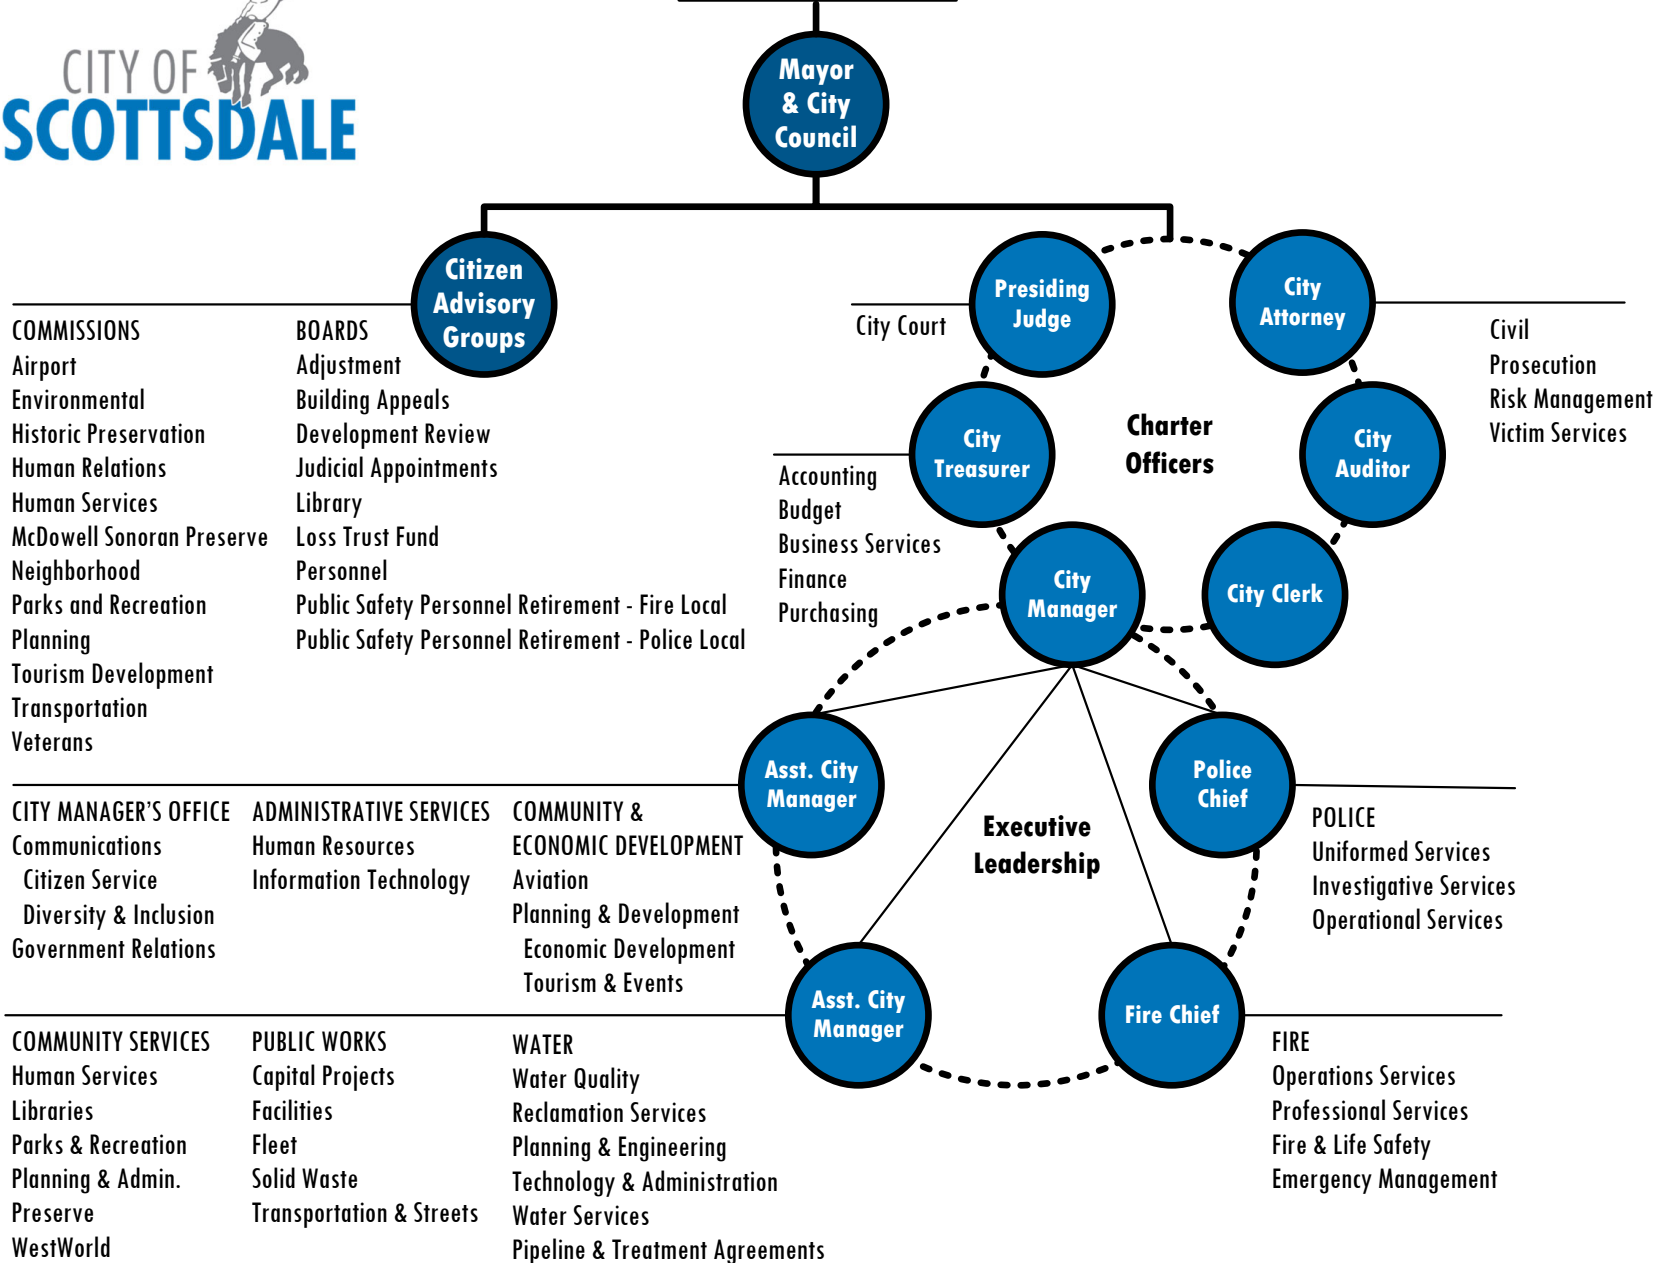 CITY OF
SCOTTSDALE
Mayor
& City
Council
Citizen
Advisory
Groups
COMMISSIONS
Airport
Environmental
Historic Preservation
Human Relations
Human Services
McDowell Sonoran Preserve
Neighborhood
Parks and Recreation
Planning
Tourism Development
Transportation
Veterans
BOARDS
Adjustment
Building Appeals
Development Review
Judicial Appointments
Library
Loss Trust Fund
Personnel
Public Safety Personnel Retirement - Fire Local
Public Safety Personnel Retirement - Police Local
Presiding
Judge
City Court
City
Attorney
Civil
Prosecution
Risk Management
Victim Services
City
Treasurer
Accounting
Budget
Business Services
Finance
Purchasing
Charter
Officers
City
Auditor
City
Manager
City Clerk
Asst. City
Manager
CITY MANAGER'S OFFICE
Communications
Citizen Service
Diversity & Inclusion
Government Relations
ADMINISTRATIVE SERVICES
Human Resources
Information Technology
COMMUNITY &
ECONOMIC DEVELOPMENT
Aviation
Planning & Development
Economic Development
Tourism & Events
Executive
Leadership
Police
Chief
POLICE
Uniformed Services
Investigative Services
Operational Services
Asst. City
Manager
COMMUNITY SERVICES
Human Services
Libraries
Parks & Recreation
Planning & Admin.
Preserve
WestWorld
PUBLIC WORKS
Capital Projects
Facilities
Fleet
Solid Waste
Transportation & Streets
WATER
Water Quality
Reclamation Services
Planning & Engineering
Technology & Administration
Water Services
Pipeline & Treatment Agreements
Fire Chief
FIRE
Operations Services
Professional Services
Fire & Life Safety
Emergency Management